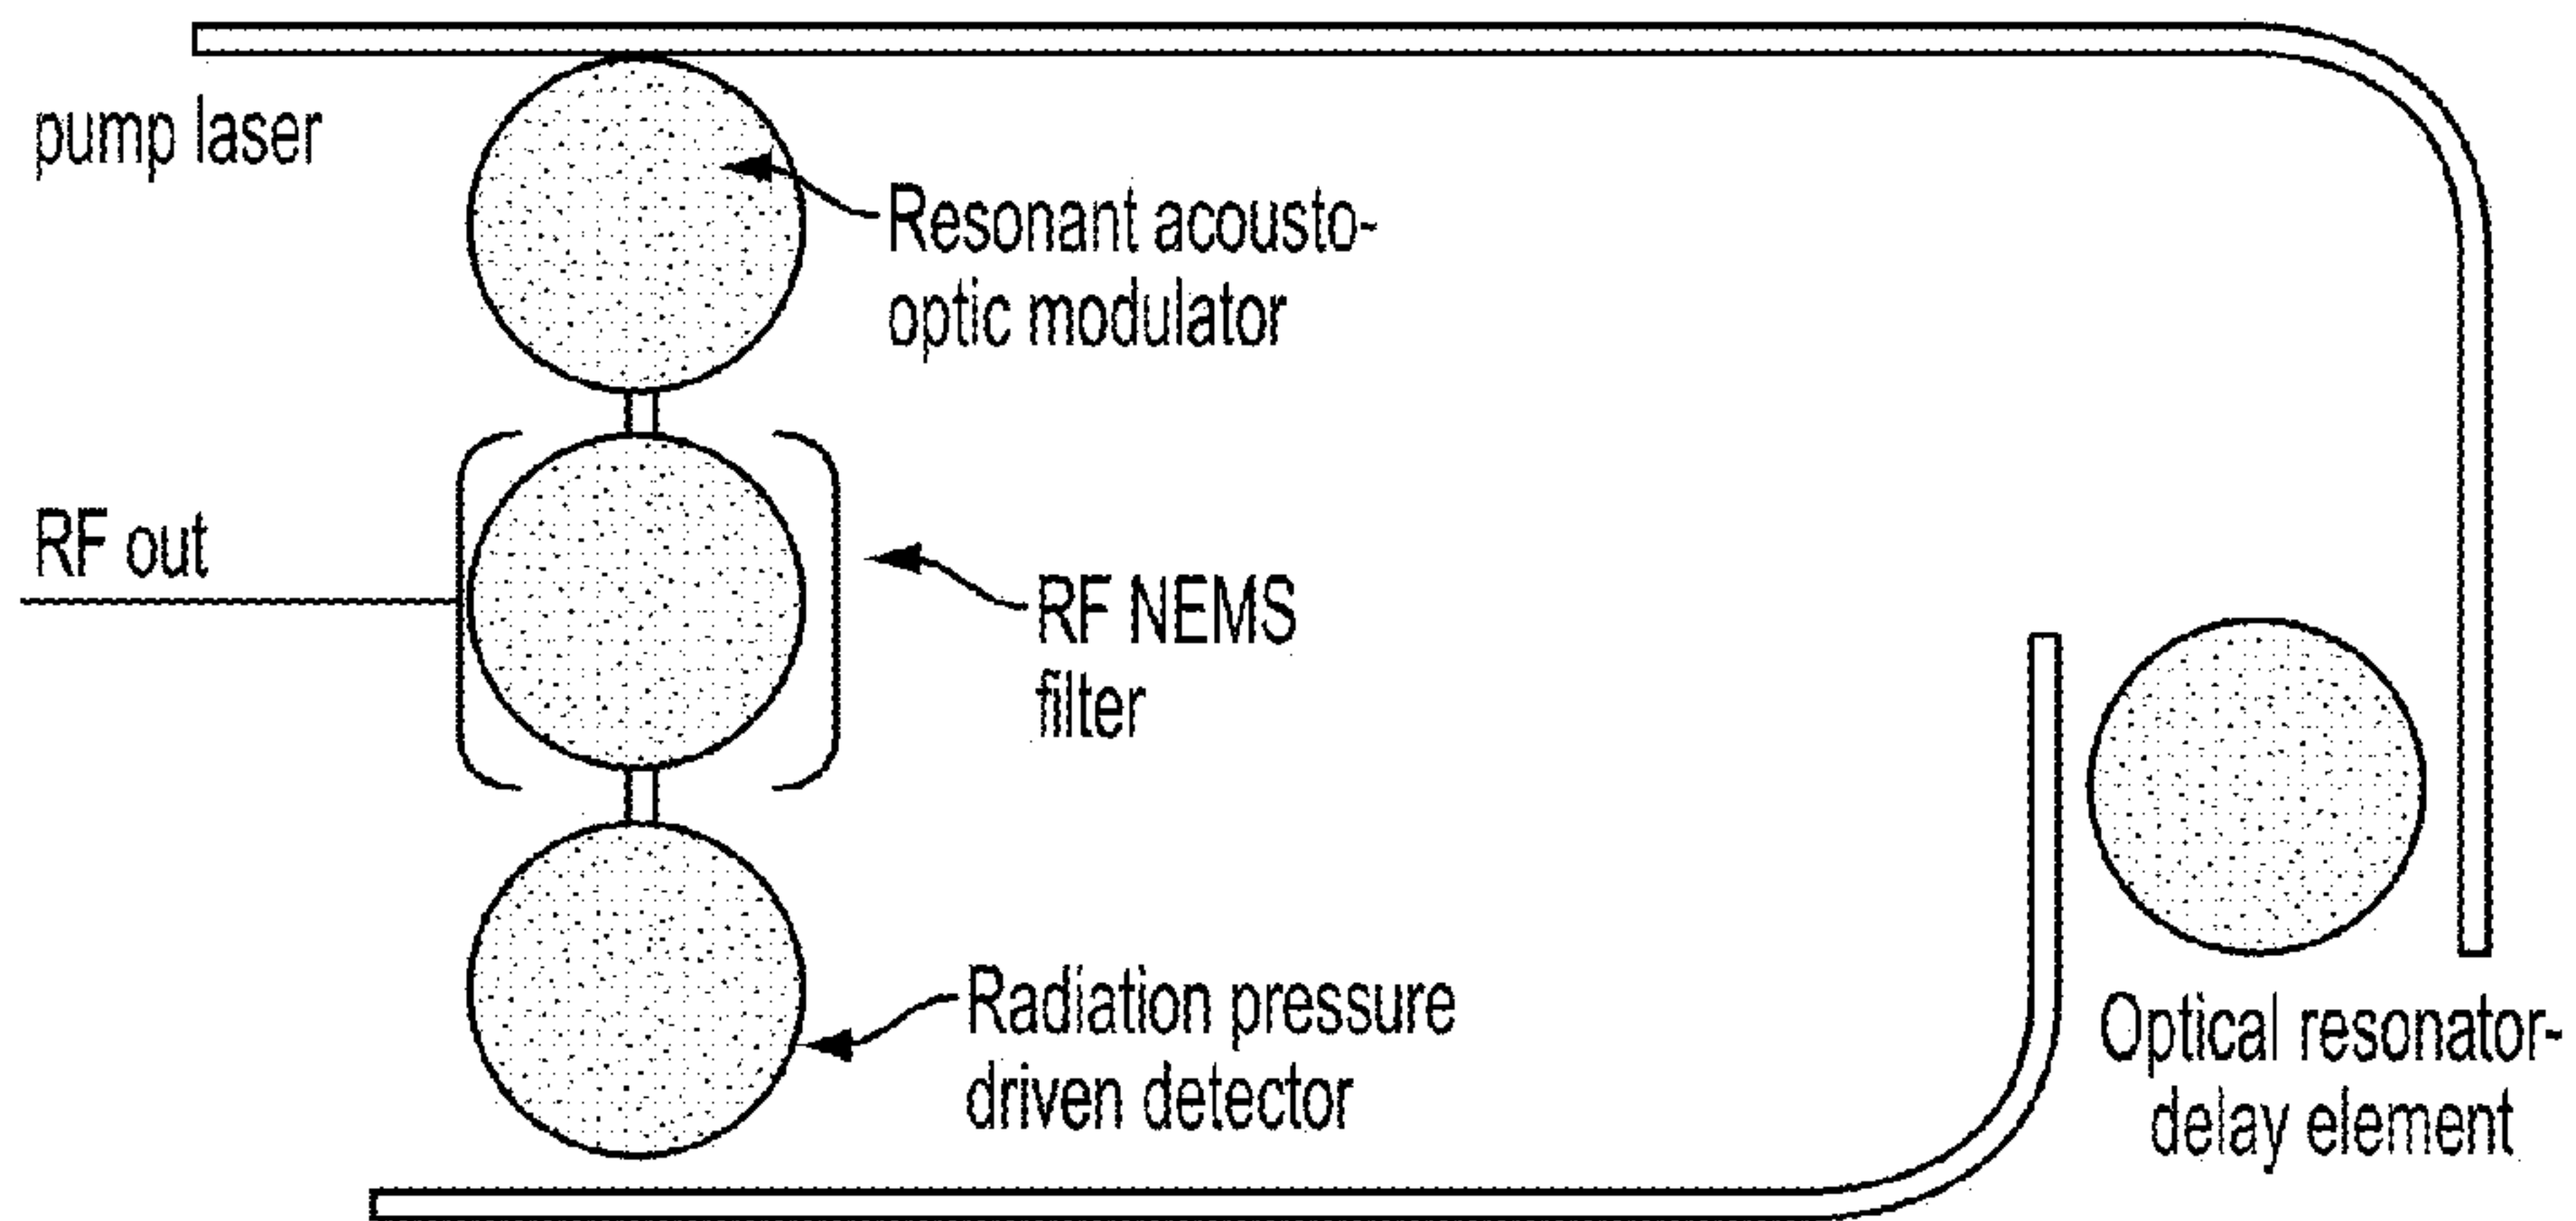 pump laser
Resonant acousto-
optic modulator
RF out
RF NEMS
filter
Radiation pressure
driven detector
Optical resonator-
delay element